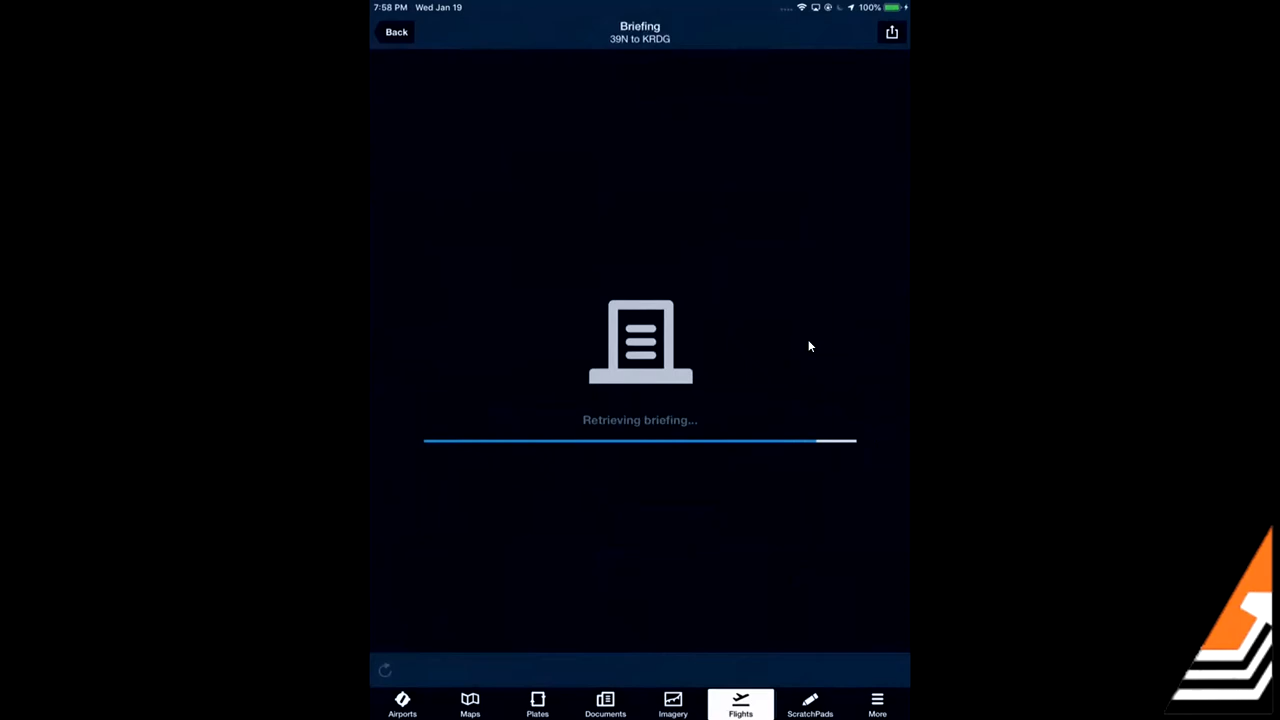 7:58 PM Wed Jan 19
100%
Back
Briefing
39N to KRDG
Retrieving briefing...
Airports
Maps
Plates
Documents
Imagery
Flights
ScratchPads
More